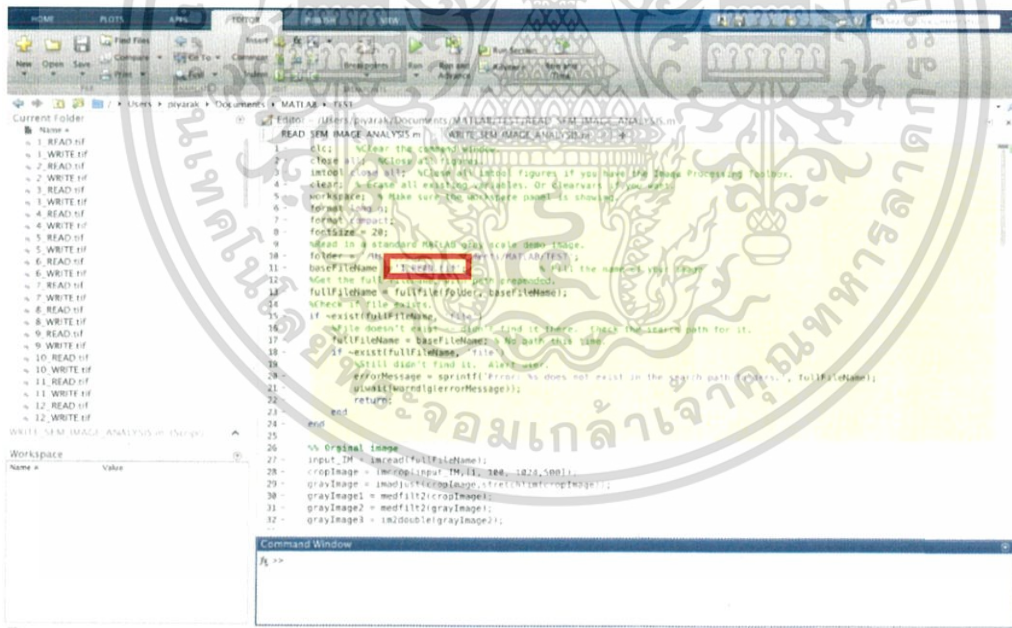 HOME PLOTS APPS EDITOR PUBLISH VIEW
New Open Save Find Files Compare Print Go To Find Insert Comment Indent Breakpoints Run Run and Advance Run Section Advance Run and Time
FILE EDIT BREAKPOINTS
/ Users piyarak Documents MATLAB TEST
Current Folder
Name
1_READ.tif
1_WRITE.tif
2_READ.tif
2_WRITE.tif
3_READ.tif
3_WRITE.tif
4_READ.tif
4_WRITE.tif
5_READ.tif
5_WRITE.tif
6_READ.tif
6_WRITE.tif
7_READ.tif
7_WRITE.tif
8_READ.tif
8_WRITE.tif
9_READ.tif
9_WRITE.tif
10_READ.tif
10_WRITE.tif
11_READ.tif
11_WRITE.tif
12_READ.tif
12_WRITE.tif
WRITE_SEM_IMAGE_ANALYSIS.m (Script)
Workspace
Name Value
Editor - /Users/piyarak/Documents/MATLAB/TEST/READ_SEM_IMAGE_ANALYSIS.m
READ_SEM_IMAGE_ANALYSIS.m WRITE_SEM_IMAGE_ANALYSIS.m
1 - clc; %Clear the command window.
2 - close all; %Close all figures
3 - imtool close all; %Close all imtool figures if you have the Image Processing Toolbox.
4 - clear; % Erase all existing variables. Or clearvars if you want.
5 - workspace; % Make sure the workspace panel is showing.
6 - format long g;
7 - format compact;
8 - fontSize = 20;
9 %Read in a standard MATLAB gray scale demo image.
10 - folder = /MATLAB/TEST';
11 - baseFileName '1_READ.tif' %Fill the name of your image
12 %Get the full path prepended.
13 - fullFileName = fullfile(folder, baseFileName);
14 %Check if file exists.
15 - if ~exist(fullFileName, 'file')
16 %File doesn't exist -- didn't find it there. Check the search path for it.
17 - fullFileName = baseFileName; % No path this time.
18 - if ~exist(fullFileName, 'file')
19 %Still didn't find it. Alert user.
20 - errorMessage = sprintf('Error: %s does not exist in the search path folders.', fullFileName);
21 - uiwait(warndlg(errorMessage));
22 - return;
23 - end
24 - end
25
26 %% Orginal image
27 - input_IM = imread(fullFileName);
28 - cropImage = imcrop(input_IM,[1, 100, 1024,500]);
29 - grayImage = imadjust(cropImage,stretchlim(cropImage));
30 - grayImage1 = medfilt2(cropImage);
31 - grayImage2 = medfilt2(grayImage);
32 - grayImage3 = im2double(grayImage2);
Command Window
fx >>